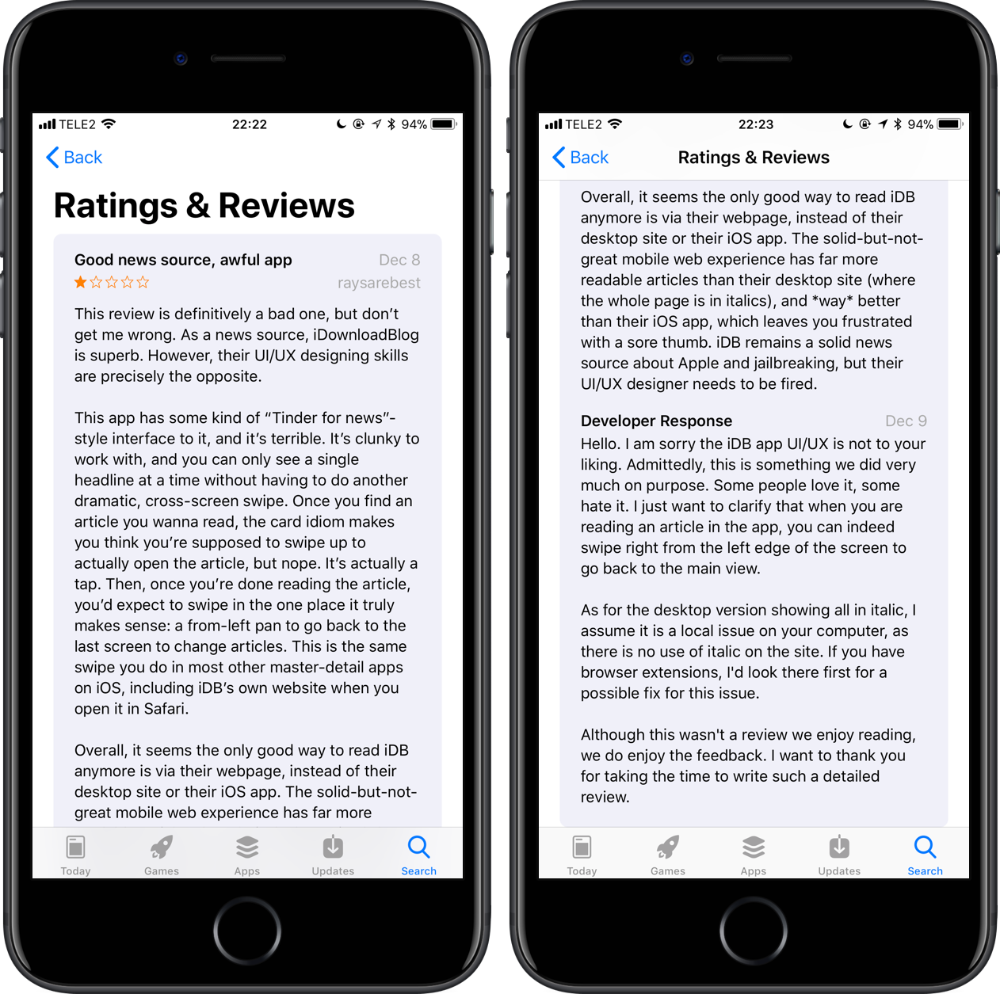 TELE2 22:22 94%
Back
Ratings & Reviews
Good news source, awful app Dec 8
raysarebest
This review is definitively a bad one, but don’t
get me wrong. As a news source, iDownloadBlog
is superb. However, their UI/UX designing skills
are precisely the opposite.
This app has some kind of “Tinder for news”-
style interface to it, and it’s terrible. It’s clunky to
work with, and you can only see a single
headline at a time without having to do another
dramatic, cross-screen swipe. Once you find an
article you wanna read, the card idiom makes
you think you’re supposed to swipe up to
actually open the article, but nope. It’s actually a
tap. Then, once you’re done reading the article,
you’d expect to swipe in the one place it truly
makes sense: a from-left pan to go back to the
last screen to change articles. This is the same
swipe you do in most other master-detail apps
on iOS, including iDB’s own website when you
open it in Safari.
Overall, it seems the only good way to read iDB
anymore is via their webpage, instead of their
desktop site or their iOS app. The solid-but-not-
great mobile web experience has far more
Today Games Apps Updates Search
TELE2 22:23 94%
Back Ratings & Reviews
Overall, it seems the only good way to read iDB
anymore is via their webpage, instead of their
desktop site or their iOS app. The solid-but-not-
great mobile web experience has far more
readable articles than their desktop site (where
the whole page is in italics), and *way* better
than their iOS app, which leaves you frustrated
with a sore thumb. iDB remains a solid news
source about Apple and jailbreaking, but their
UI/UX designer needs to be fired.
Developer Response Dec 9
Hello. I am sorry the iDB app UI/UX is not to your
liking. Admittedly, this is something we did very
much on purpose. Some people love it, some
hate it. I just want to clarify that when you are
reading an article in the app, you can indeed
swipe right from the left edge of the screen to
go back to the main view.
As for the desktop version showing all in italic, I
assume it is a local issue on your computer, as
there is no use of italic on the site. If you have
browser extensions, I'd look there first for a
possible fix for this issue.
Although this wasn't a review we enjoy reading,
we do enjoy the feedback. I want to thank you
for taking the time to write such a detailed
review.
Today Games Apps Updates Search